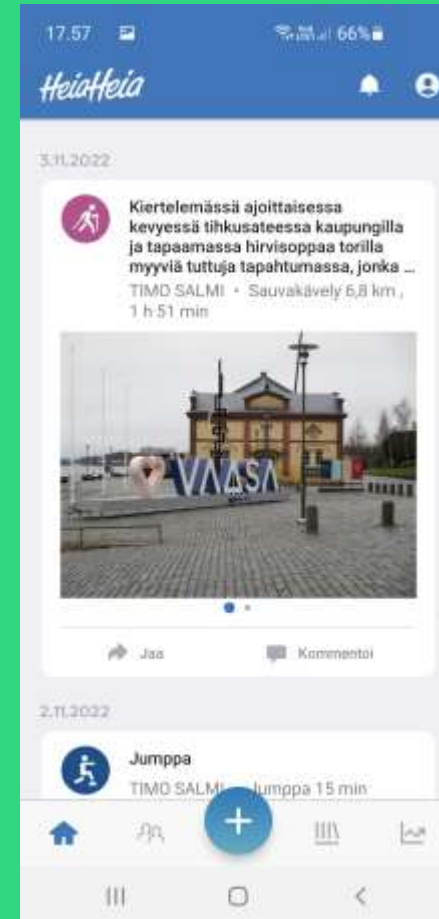 17.57
66%
HeiaHeia
3.11.2022
Kiertelemässä ajoittaisessa
kevyessä tihkusateessa kaupungilla
ja tapaamassa hirvisoppaa torilla
myyviä tuttuja tapahtumassa, jonka ...
TIMO SALMI • Sauvakävely 6,8 km ,
1 h 51 min
VAASA
Jaa
Kommentoi
2.11.2022
Jumppa
TIMO SALMI Jumppa 15 min